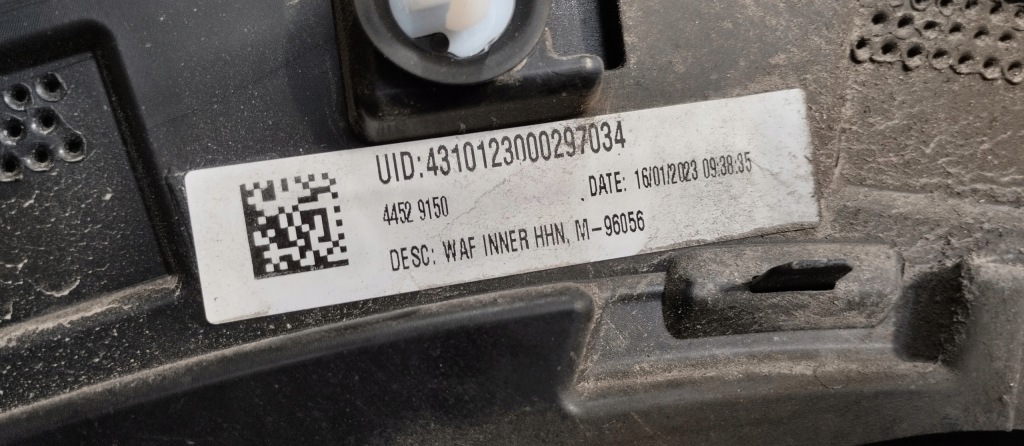 UID:4310123000297034
4452 9150
DATE: 16/01/2023 09:38:35
DESC: WAF INNER HHN, M-96056